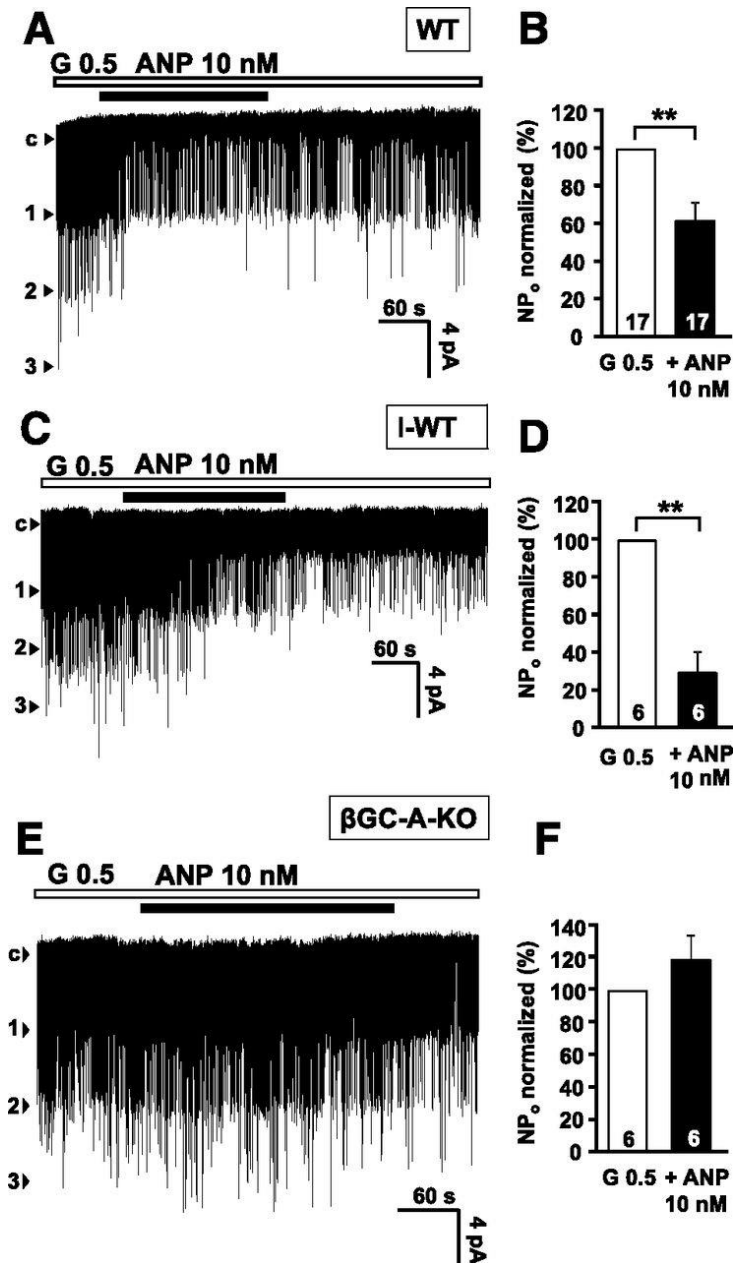 A
WT
G 0.5 ANP 10 nM
c
1
2
3
60 s
4 pA
B
NPo normalized (%)
120
100
80
60
40
20
0
17
17
**
G 0.5 + ANP
10 nM
C
I-WT
G 0.5 ANP 10 nM
c
1
2
3
60 s
4 pA
D
NPo normalized (%)
120
100
80
60
40
20
0
6
6
**
G 0.5 + ANP
10 nM
E
βGC-A-KO
G 0.5 ANP 10 nM
c
1
2
3
60 s
4 pA
F
NPo normalized (%)
140
120
100
80
60
40
20
0
6
6
G 0.5 + ANP
10 nM